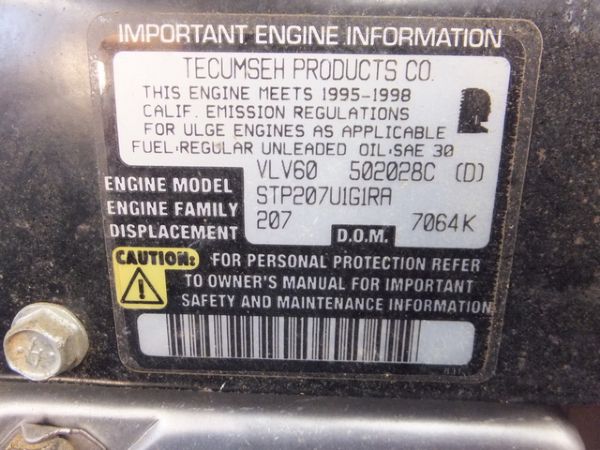 IMPORTANT ENGINE INFORMATION
TECUMSEH PRODUCTS CO.
THIS ENGINE MEETS 1995-1998
CALIF. EMISSION REGULATIONS
FOR ULGE ENGINES AS APPLICABLE
FUEL:REGULAR UNLEADED OIL:SAE 30
ENGINE MODEL VLV60 502028C (D)
ENGINE FAMILY STP207U1G1RA
DISPLACEMENT 207 D.O.M. 7064K
CAUTION: FOR PERSONAL PROTECTION REFER
TO OWNER'S MANUAL FOR IMPORTANT
SAFETY AND MAINTENANCE INFORMATION